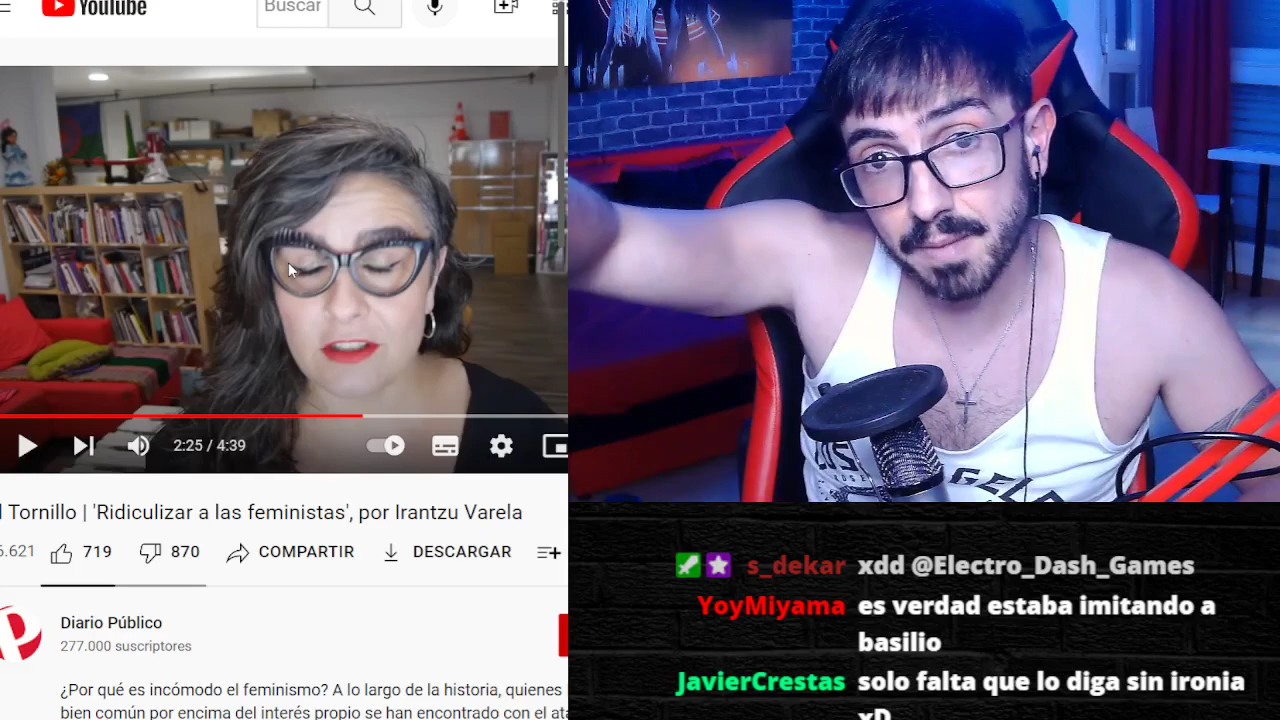 YouTube
Buscar
2:25 / 4:39
Tornillo | 'Ridiculizar a las feministas', por Irantzu Varela
6.621
719
870
COMPARTIR
DESCARGAR
Diario Público
277.000 suscriptores
¿Por qué es incómodo el feminismo? A lo largo de la historia, quienes
bien común por encima del interés propio se han encontrado con el
s_dekar xdd @Electro_Dash_Games
YoyMiyama es verdad estaba imitando a
basilio
JavierCrestas solo falta que lo diga sin ironia
xD